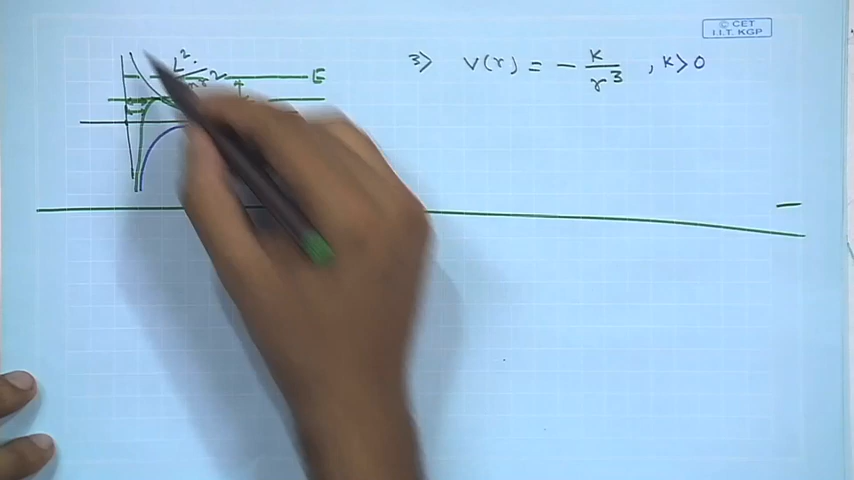 © CET
I.I.T. KGP
L²
E
3) V(r) = - K/r³ , K > 0